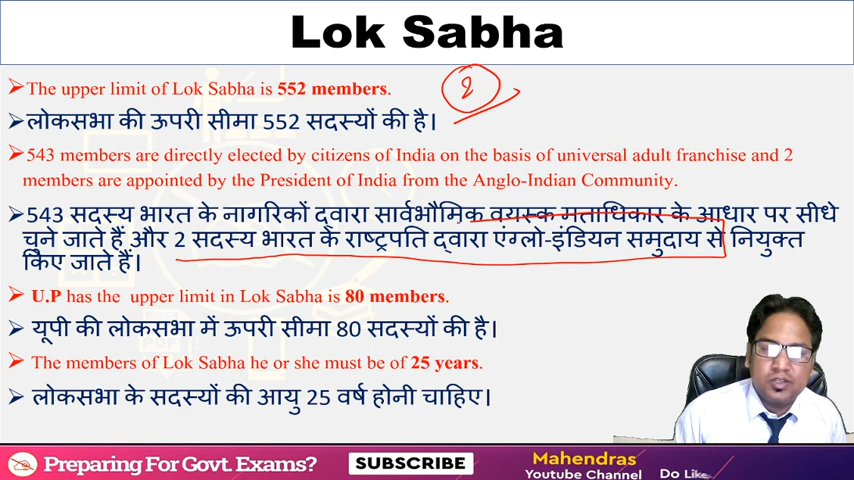 Lok Sabha
➢The upper limit of Lok Sabha is 552 members.
2
➢लोकसभा की ऊपरी सीमा 552 सदस्यों की है।
➢543 members are directly elected by citizens of India on the basis of universal adult franchise and 2
members are appointed by the President of India from the Anglo-Indian Community.
➢543 सदस्य भारत के नागरिकों द्वारा सार्वभौमिक वयस्क मताधिकार के आधार पर सीधे
चुने जाते हैं और 2 सदस्य भारत के राष्ट्रपति द्वारा एंग्लो-इंडियन समुदाय से नियुक्त
किए जाते हैं।
➢ U.P has the upper limit in Lok Sabha is 80 members.
➢ यूपी की लोकसभा में ऊपरी सीमा 80 सदस्यों की है।
➢ The members of Lok Sabha he or she must be of 25 years.
➢ लोकसभा के सदस्यों की आयु 25 वर्ष होनी चाहिए।
Preparing For Govt. Exams?
SUBSCRIBE
Mahendras
Youtube Channel
Do Like